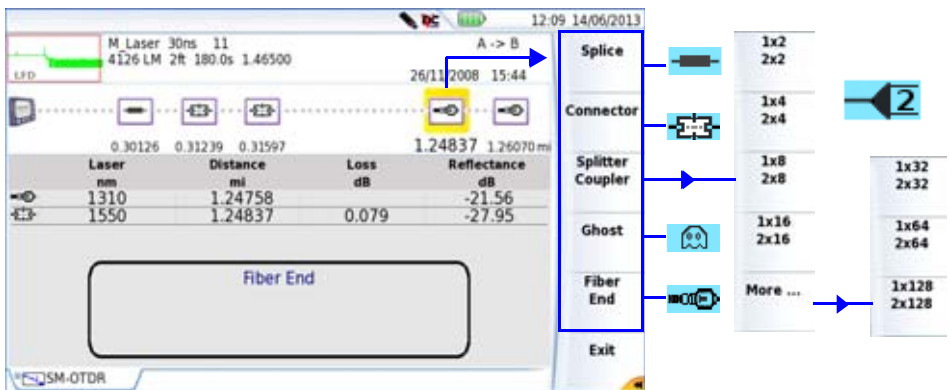 DC 12:09 14/06/2013
M_Laser 30ns 11 A -> B
4126 LM 2ft 180.0s 1.46500
LFD
26/11/2008 15:44
0.30126 0.31239 0.31597 1.24837 1.26070 mi
Laser Distance Loss Reflectance
nm mi dB dB
1310 1.24758 -21.56
1550 1.24837 0.079 -27.95
Fiber End
SM-OTDR
Splice
Connector
Splitter
Coupler
Ghost
Fiber
End
Exit
1x2
2x2
1x4
2x4
1x8
2x8
1x16
2x16
More ...
2
1x32
2x32
1x64
2x64
1x128
2x128